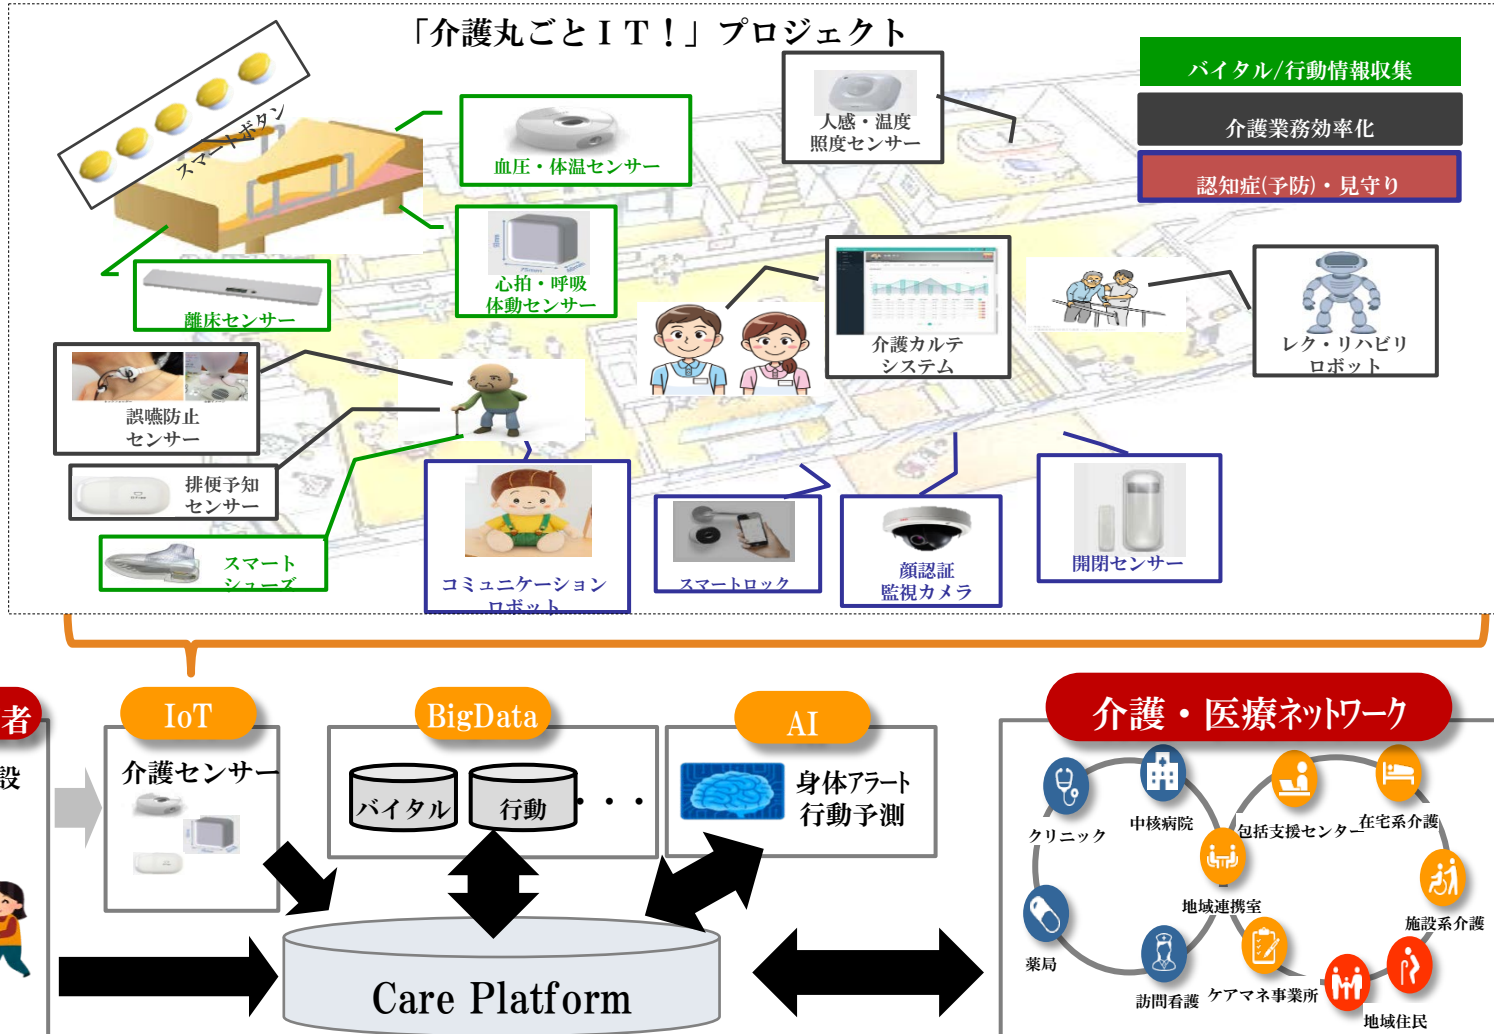 「介護丸ごとＩＴ！」プロジェクト
バイタル/行動情報収集
介護業務効率化
認知症(予防)・見守り
スマートボタン
血圧・体温センサー
人感・温度
照度センサー
心拍・呼吸
体動センサー
離床センサー
介護カルテ
システム
レク・リハビリ
ロボット
誤嚥防止
センサー
排便予知
センサー
スマート
シューズ
コミュニケーション
ロボット
スマートロック
顔認証
監視カメラ
開閉センサー
者
設
IoT
介護センサー
BigData
バイタル
行動
・・・
AI
身体アラート
行動予測
Care Platform
介護・医療ネットワーク
クリニック
中核病院
包括支援センター
在宅系介護
地域連携室
施設系介護
薬局
訪問看護
ケアマネ事業所
地域住民